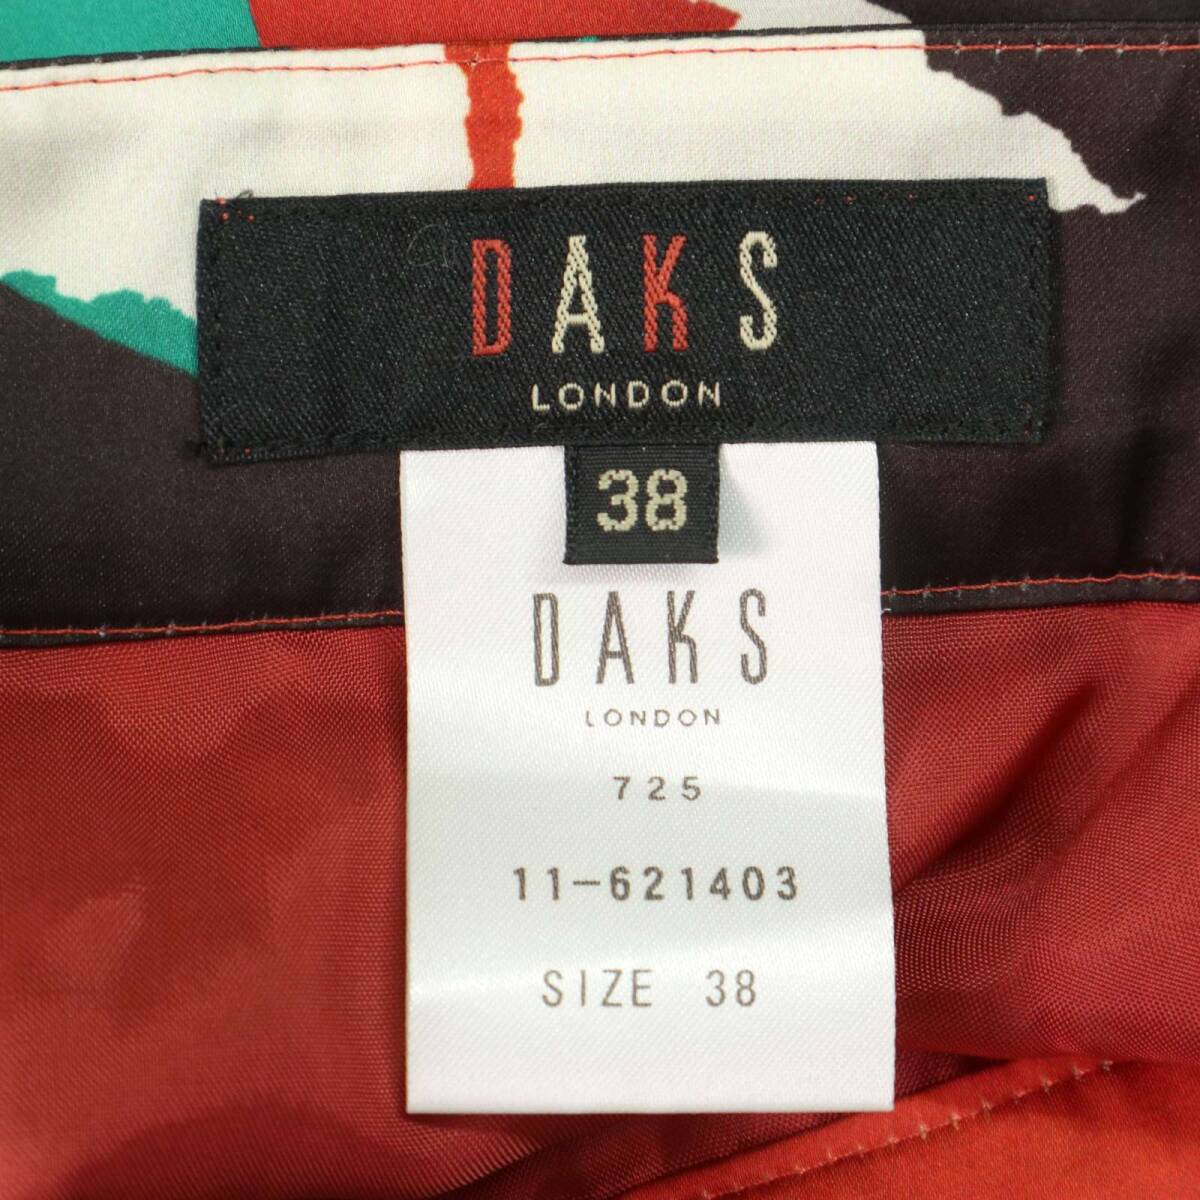 DAKS
LONDON
38
DAKS
LONDON
725
11-621403
SIZE 38